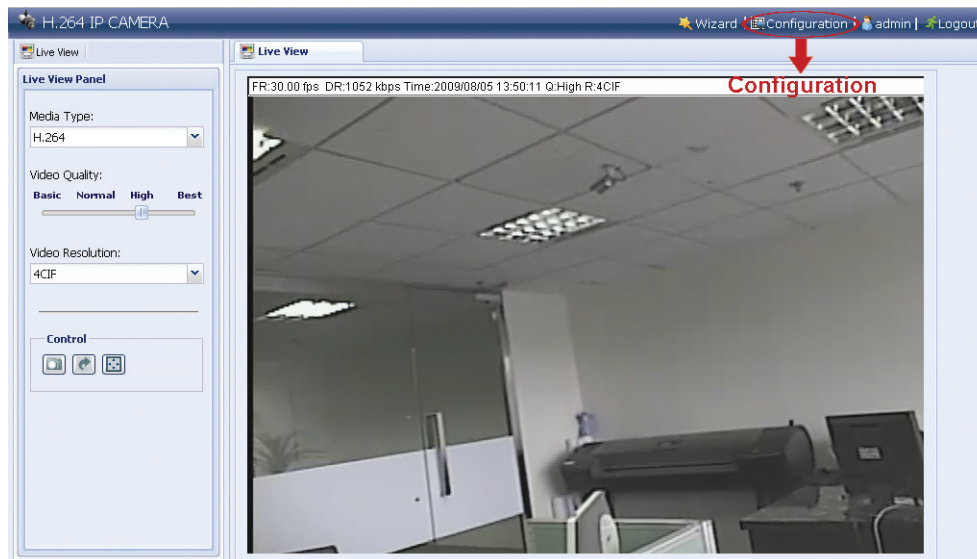 H.264 IP CAMERA
Wizard | Configuration | admin | Logout
Live View
Live View
Configuration
Live View Panel
FR:30.00 fps DR:1052 kbps Time:2009/08/05 13:50:11 Q:High R:4CIF
Media Type:
H.264
Video Quality:
Basic Normal High Best
Video Resolution:
4CIF
Control